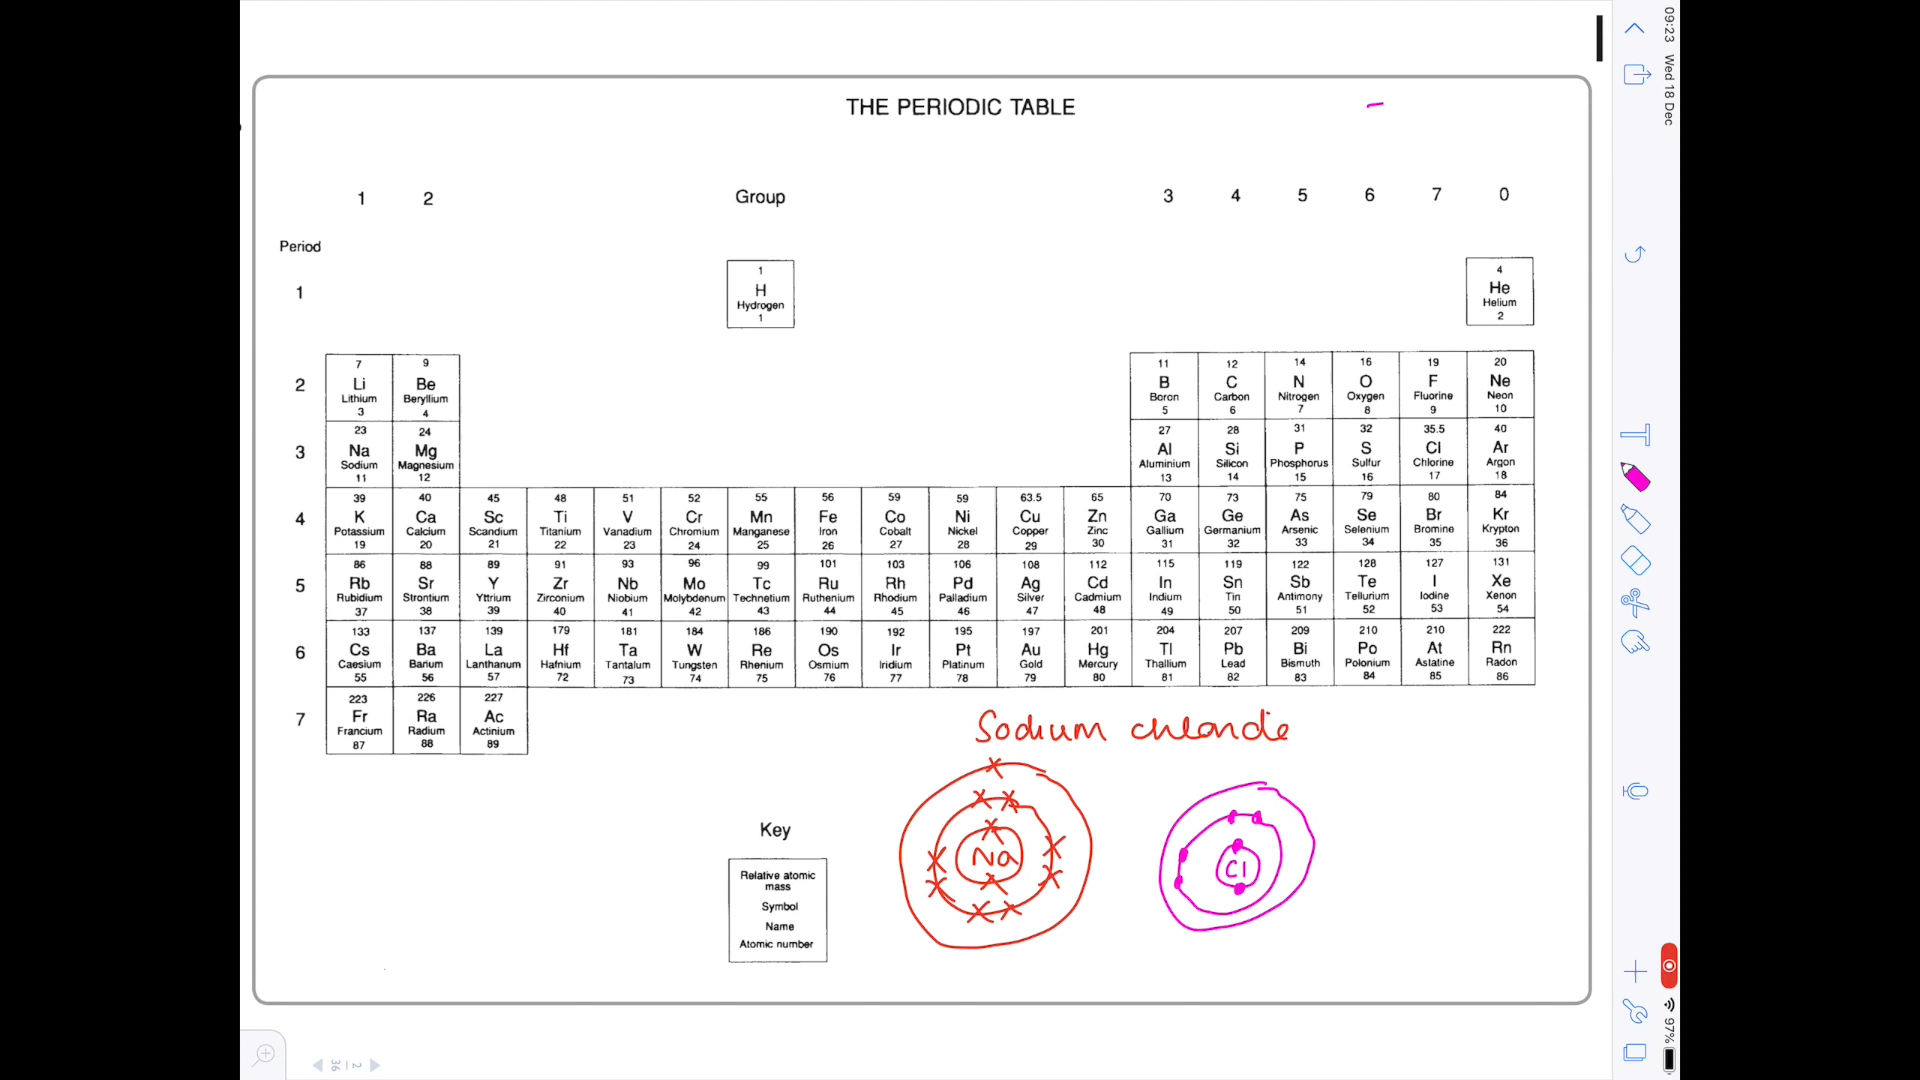 09:23 Wed 18 Dec
THE PERIODIC TABLE
1 2 Group 3 4 5 6 7 0
Period
1
1 4
H He
Hydrogen Helium
1 2
7 9 11 12 14 16 19 20
2 Li Be B C N O F Ne
Lithium Beryllium Boron Carbon Nitrogen Oxygen Fluorine Neon
3 4 5 6 7 8 9 10
23 24 27 28 31 32 35.5 40
3 Na Mg Al Si P S Cl Ar
Sodium Magnesium Aluminium Silicon Phosphorus Sulfur Chlorine Argon
11 12 13 14 15 16 17 18
39 40 45 48 51 52 55 56 59 59 63.5 65 70 73 75 79 80 84
4 K Ca Sc Ti V Cr Mn Fe Co Ni Cu Zn Ga Ge As Se Br Kr
Potassium Calcium Scandium Titanium Vanadium Chromium Manganese Iron Cobalt Nickel Copper Zinc Gallium Germanium Arsenic Selenium Bromine Krypton
19 20 21 22 23 24 25 26 27 28 29 30 31 32 33 34 35 36
86 88 89 91 93 96 99 101 103 106 108 112 115 119 122 128 127 131
5 Rb Sr Y Zr Nb Mo Tc Ru Rh Pd Ag Cd In Sn Sb Te I Xe
Rubidium Strontium Yttrium Zirconium Niobium Molybdenum Technetium Ruthenium Rhodium Palladium Silver Cadmium Indium Tin Antimony Tellurium Iodine Xenon
37 38 39 40 41 42 43 44 45 46 47 48 49 50 51 52 53 54
133 137 139 179 181 184 186 190 192 195 197 201 204 207 209 210 210 222
6 Cs Ba La Hf Ta W Re Os Ir Pt Au Hg Tl Pb Bi Po At Rn
Caesium Barium Lanthanum Hafnium Tantalum Tungsten Rhenium Osmium Iridium Platinum Gold Mercury Thallium Lead Bismuth Polonium Astatine Radon
55 56 57 72 73 74 75 76 77 78 79 80 81 82 83 84 85 86
223 226 227
7 Fr Ra Ac
Francium Radium Actinium
87 88 89
Sodium chloride
Na Cl
Key
Relative atomic
mass
Symbol
Name
Atomic number
97%
2 | 36